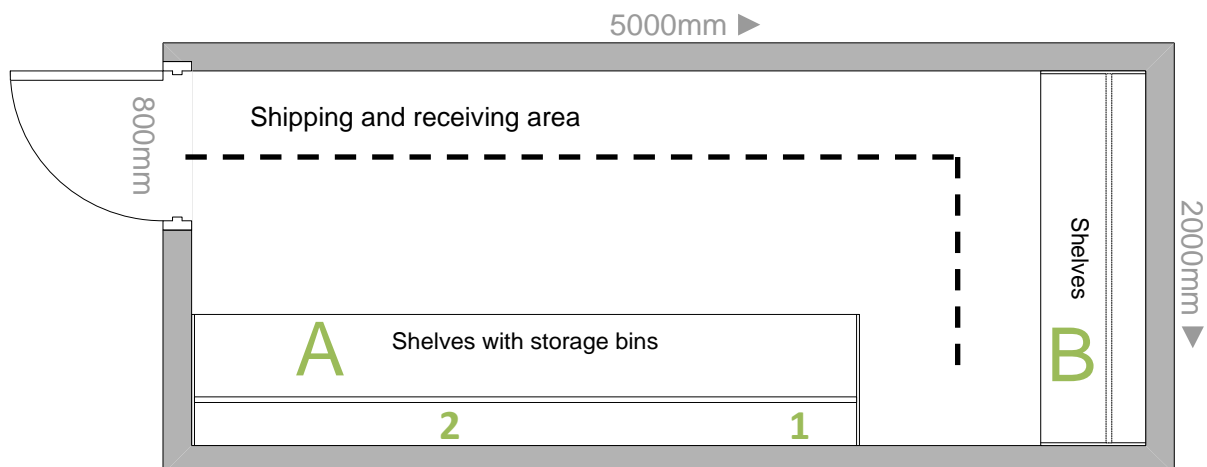 5000mm ►
800mm
Shipping and receiving area
Shelves
2000mm ►
A
Shelves with storage bins
B
2
1